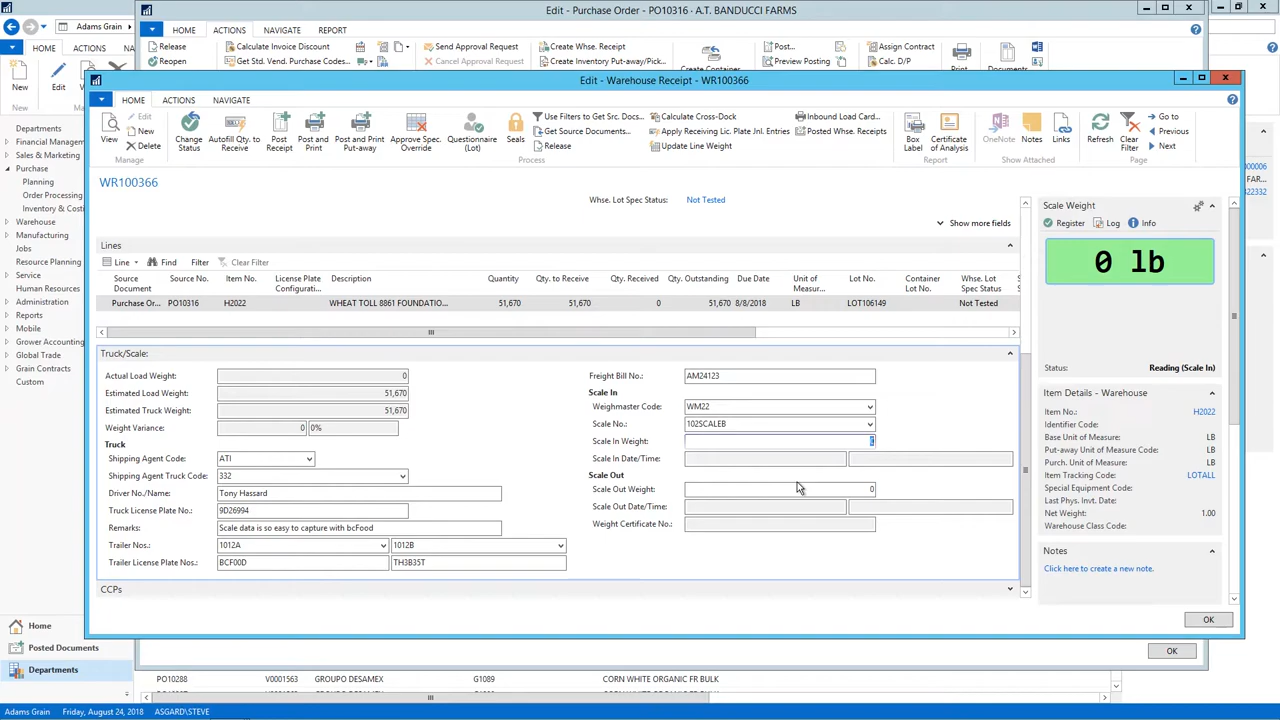 Edit - Purchase Order - PO10316 · A.T. BANDUCCI FARMS
Adams Grain
HOME ACTIONS NAVIGATE REPORT
HOME ACTIONS
Release
Reopen
Calculate Invoice Discount
Get Std. Vend. Purchase Codes...
Send Approval Request
Cancel Approval Request
Create Whse. Receipt
Create Inventory Put-away/Pick...
Post...
Preview Posting
Assign Contract
Calc. D/P
New Edit
New
Edit - Warehouse Receipt - WR100366
HOME ACTIONS NAVIGATE
View
Edit
New
Delete
Manage
Change Status
Autofill Qty. to Receive
Post Receipt
Post and Print
Post and Print Put-away
Approve Spec. Override
Questionnaire (Lot)
Seals
Use Filters to Get Src. Docs...
Get Source Documents...
Release
Calculate Cross-Dock
Apply Receiving Lic. Plate Jnl. Entries
Update Line Weight
Inbound Load Card...
Posted Whse. Receipts
Process
Box Label
Certificate of Analysis
Report
OneNote
Notes
Links
Show Attached
Refresh
Clear Filter
Go to
Previous
Next
Page
Departments
Financial Management
Sales & Marketing
Purchase
Planning
Order Processing
Inventory & Costi
Warehouse
Manufacturing
Jobs
Resource Planning
Service
Human Resources
Administration
Reports
Mobile
Grower Accounting
Global Trade
Grain Contracts
Custom
Home
Posted Documents
Departments
WR100366
Whse. Lot Spec Status: Not Tested
Show more fields
Lines
Line Find Filter Clear Filter
Source Document Source No. Item No. License Plate Configurati... Description Quantity Qty. to Receive Qty. Received Qty. Outstanding Due Date Unit of Measur... Lot No. Container Lot No. Whse. Lot Spec Status
Purchase Or... PO10316 H2022 WHEAT TOLL 8861 FOUNDATIO... 51,670 51,670 0 51,670 8/8/2018 LB LOT106149 Not Tested
Truck/Scale:
Actual Load Weight: 0
Estimated Load Weight: 51,670
Estimated Truck Weight: 51,670
Weight Variance: 0 0%
Truck
Shipping Agent Code: ATI
Shipping Agent Truck Code: 332
Driver No./Name: Tony Hassard
Truck License Plate No.: 9D26994
Remarks: Scale data is so easy to capture with bcFood
Trailer Nos.: 1012A 1012B
Trailer License Plate Nos.: BCF00D TH3B35T
Freight Bill No.: AM24123
Scale In
Weighmaster Code: WM22
Scale No.: 102SCALEB
Scale In Weight: 0
Scale In Date/Time:
Scale Out
Scale Out Weight: 0
Scale Out Date/Time:
Weight Certificate No.:
CCPs
Scale Weight
Register Log Info
0 lb
Status: Reading (Scale In)
Item Details - Warehouse
Item No.: H2022
Identifier Code:
Base Unit of Measure: LB
Put-away Unit of Measure Code: LB
Purch. Unit of Measure: LB
Item Tracking Code: LOTALL
Special Equipment Code:
Last Phys. Invt. Date:
Net Weight: 1.00
Warehouse Class Code:
Notes
Click here to create a new note.
OK
OK
PO10288 V0001563 GROUPO DESAMEX G1089 CORN WHITE ORGANIC FR BULK
Adams Grain Friday, August 24, 2018 ASGARD\STEVE